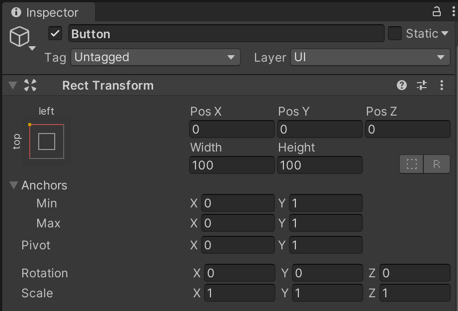 Inspector
Button Static
Tag Untagged Layer UI
Rect Transform
left
top
Pos X Pos Y Pos Z
0 0 0
Width Height
100 100 R
Anchors
Min X 0 Y 1
Max X 0 Y 1
Pivot X 0 Y 1
Rotation X 0 Y 0 Z 0
Scale X 1 Y 1 Z 1